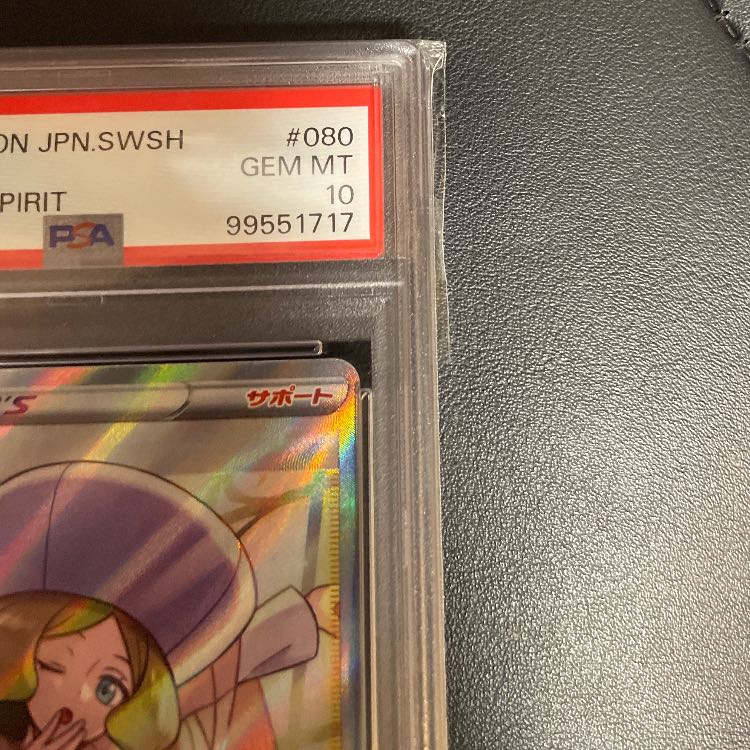 ON JPN.SWSH #080
GEM MT
PIRIT 10
PSA 99551717
'S サポート